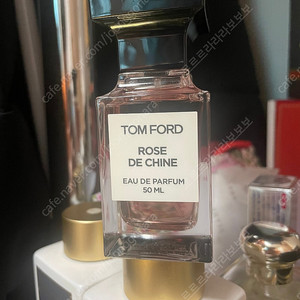 TOM FORD
ROSE
DE CHINE
EAU DE PARFUM
50 ML